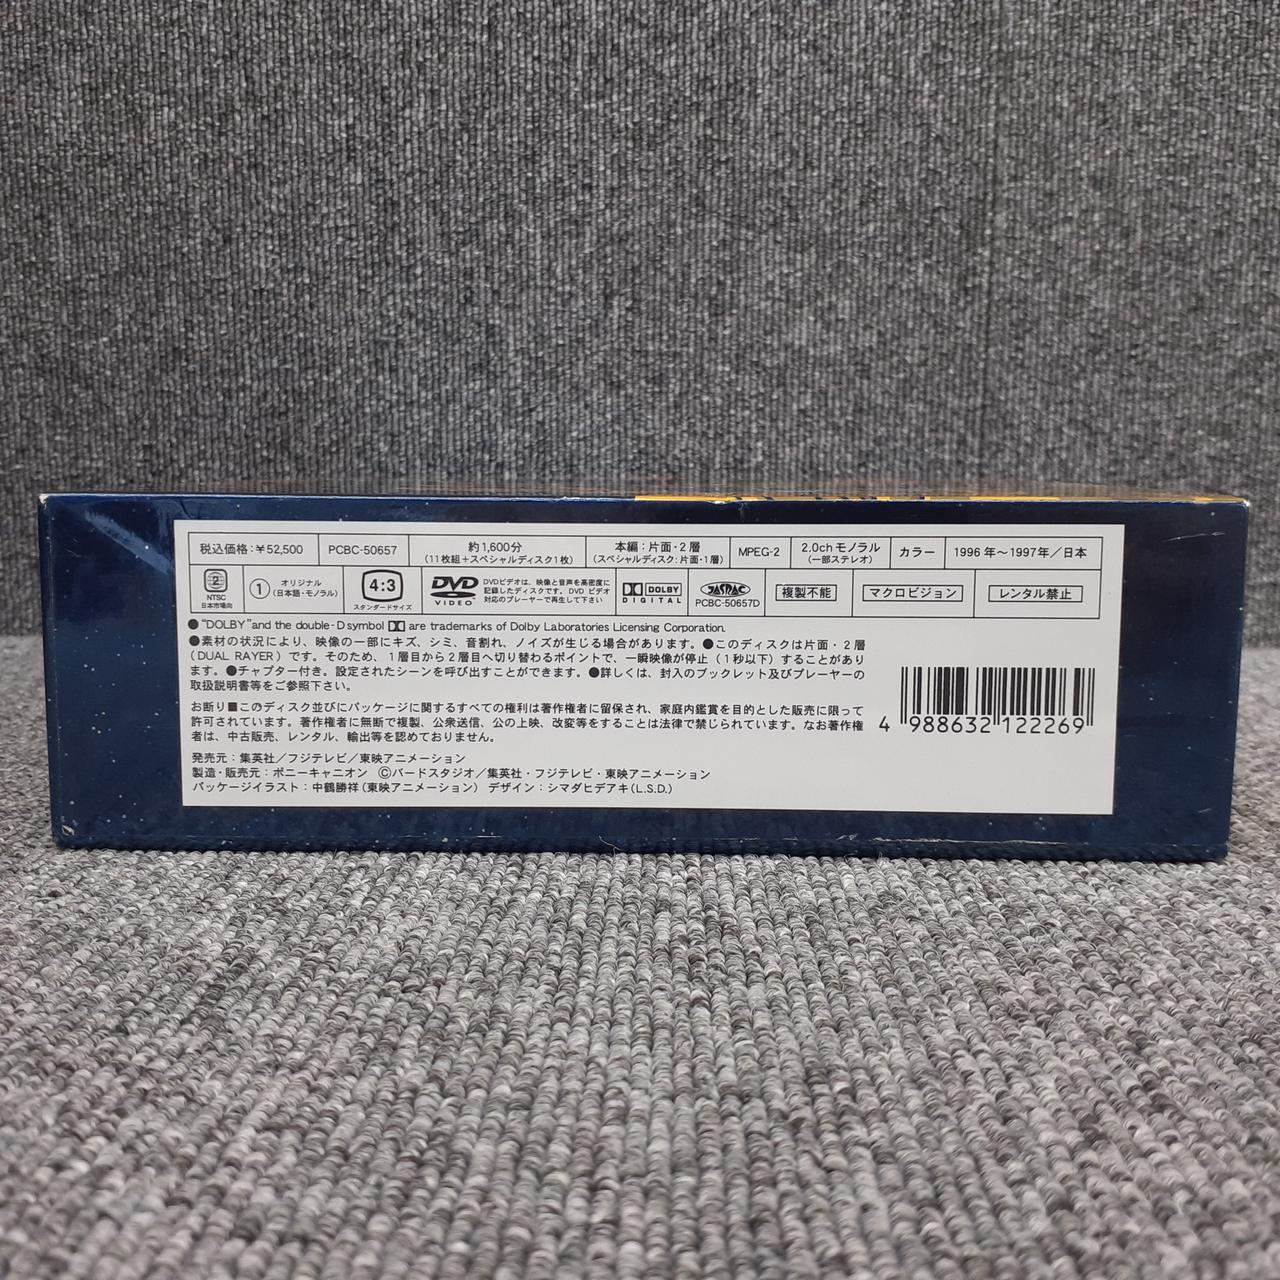 税込価格：￥52,500
PCBC-50657
約1,600分
(11枚組＋スペシャルディスク1枚)
本編：片面・2層
(スペシャルディスク：片面・1層)
MPEG-2
2.0chモノラル
(一部ステレオ)
カラー
1996年〜1997年／日本
2
NTSC
日本市場向
1 オリジナル
(日本語・モノラル)
4:3
スタンダードサイズ
DVD
VIDEO
DVDビデオは、映像と音声を高密度に
記録したディスクです。DVDビデオ
対応のプレーヤーで再生して下さい
DOLBY
DIGITAL
JASRAC
PCBC-50657D
複製不能
マクロビジョン
レンタル禁止
●"DOLBY"and the double-D symbol are trademarks of Dolby Laboratories Licensing Corporation.
●素材の状況により、映像の一部にキズ、シミ、音割れ、ノイズが生じる場合があります。●このディスクは片面・2層
(DUAL RAYER)です。そのため、1層目から2層目へ切り替わるポイントで、一瞬映像が停止(1秒以下)することがあり
ます。●チャプター付き。設定されたシーンを呼び出すことができます。●詳しくは、封入のブックレット及びプレーヤーの
取扱説明書等をご参照下さい。
お断り■このディスク並びにパッケージに関するすべての権利は著作権者に留保され、家庭内鑑賞を目的とした販売に限って
許可されています。著作権者に無断で複製、公衆送信、公の上映、改変等をすることは法律で禁じられています。なお著作権
者は、中古販売、レンタル、輸出等を認めておりません。
発売元：集英社／フジテレビ／東映アニメーション
製造・販売元：ポニーキャニオン Ⓒバードスタジオ／集英社・フジテレビ・東映アニメーション
パッケージイラスト：中鶴勝祥(東映アニメーション) デザイン：シマダヒデアキ(L.S.D.)
4 988632 122269